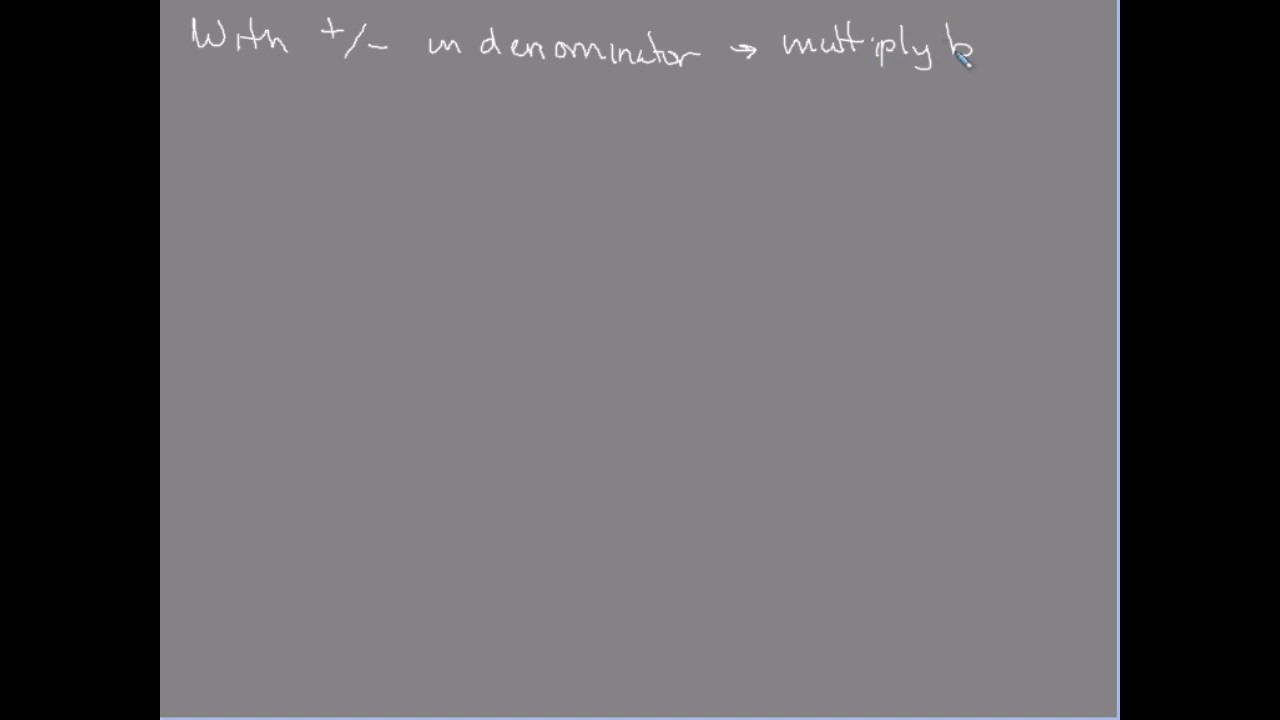 With +/- in denominator → multiply b